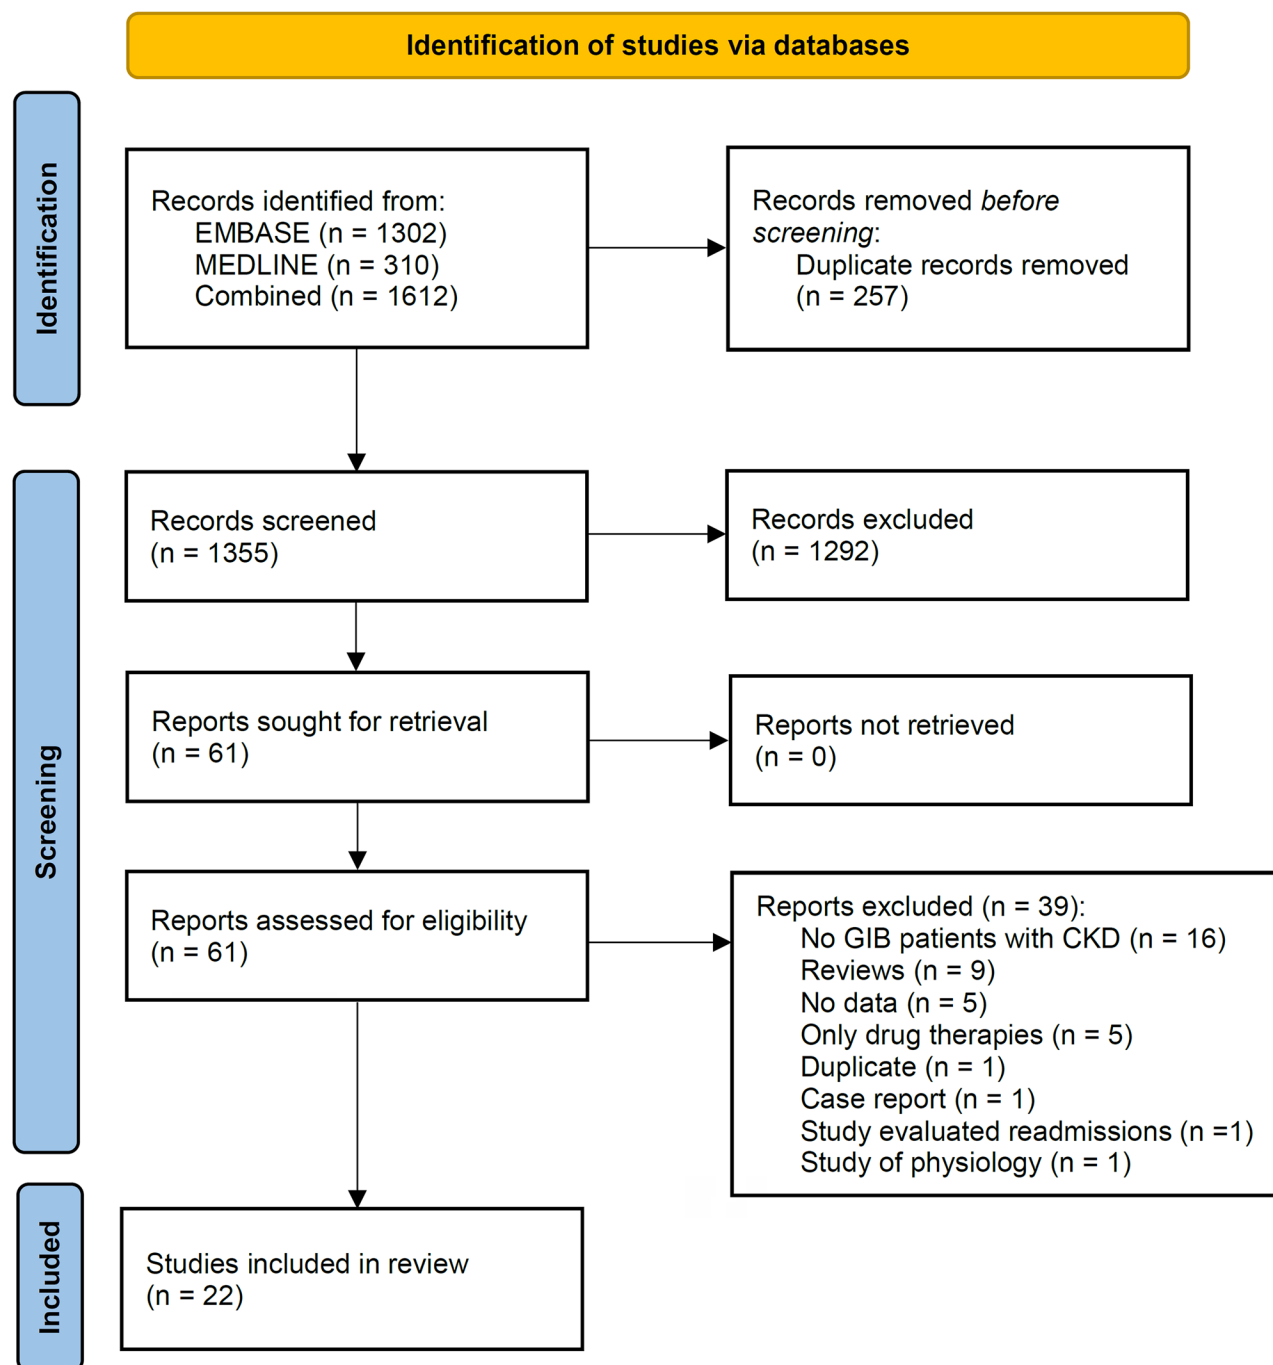 Identification of studies via databases
Identification
Records identified from:
EMBASE (n = 1302)
MEDLINE (n = 310)
Combined (n = 1612)
Records removed before
screening:
Duplicate records removed
(n = 257)
Screening
Records screened
(n = 1355)
Records excluded
(n = 1292)
Reports sought for retrieval
(n = 61)
Reports not retrieved
(n = 0)
Reports assessed for eligibility
(n = 61)
Reports excluded (n = 39):
No GIB patients with CKD (n = 16)
Reviews (n = 9)
No data (n = 5)
Only drug therapies (n = 5)
Duplicate (n = 1)
Case report (n = 1)
Study evaluated readmissions (n =1)
Study of physiology (n = 1)
Included
Studies included in review
(n = 22)